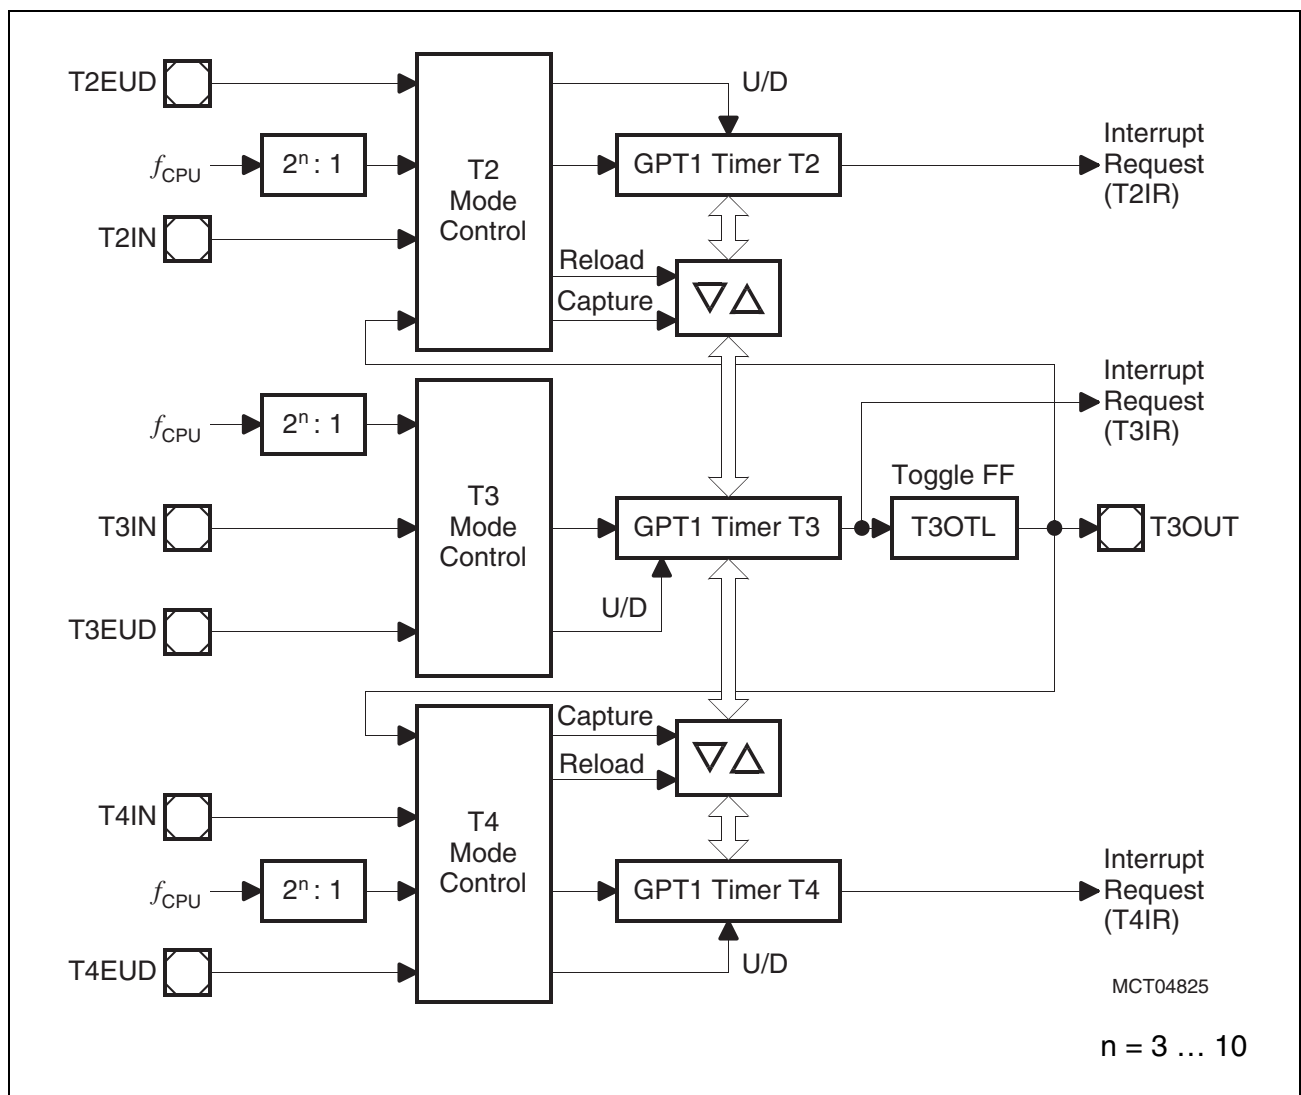 T2EUD
U/D
Interrupt
Request
(T2IR)
fCPU
2ⁿ : 1
T2
Mode
Control
GPT1 Timer T2
T2IN
Reload
Capture
Interrupt
Request
(T3IR)
fCPU
2ⁿ : 1
Toggle FF
T3IN
T3
Mode
Control
GPT1 Timer T3
T3OTL
T3OUT
T3EUD
U/D
Capture
Reload
T4IN
T4
Mode
Control
Interrupt
Request
(T4IR)
fCPU
2ⁿ : 1
GPT1 Timer T4
T4EUD
U/D
MCT04825
n = 3 … 10